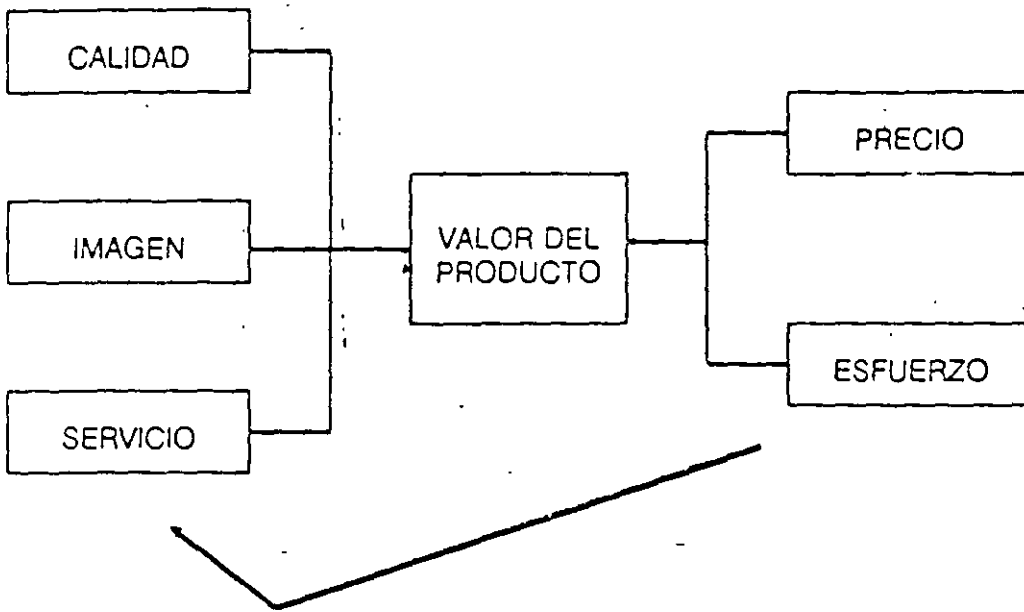 CALIDAD
IMAGEN
SERVICIO
VALOR DEL
PRODUCTO
PRECIO
ESFUERZO